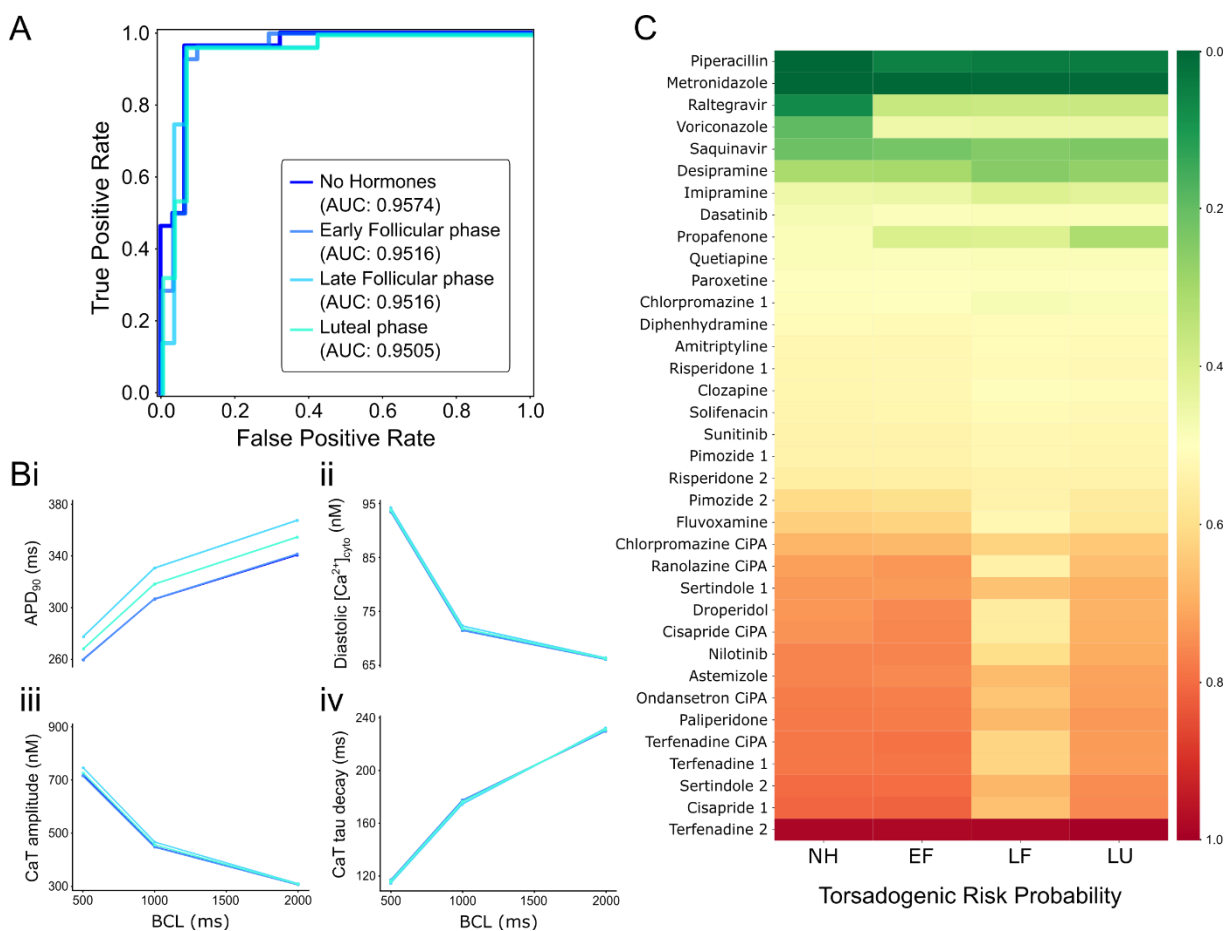 A
True Positive Rate
1.0
0.8
0.6
0.4
0.2
0.0
No Hormones
(AUC: 0.9574)
Early Follicular phase
(AUC: 0.9516)
Late Follicular phase
(AUC: 0.9516)
Luteal phase
(AUC: 0.9505)
0.0 0.2 0.4 0.6 0.8 1.0
False Positive Rate
Bi
APD90 (ms)
380
340
300
260
ii
Diastolic [Ca2+]cyto (nM)
95
85
75
65
iii
CaT amplitude (nM)
900
700
500
300
500 1000 1500 2000
BCL (ms)
iv
CaT tau decay (ms)
240
200
160
120
500 1000 1500 2000
BCL (ms)
C
Piperacillin
Metronidazole
Raltegravir
Voriconazole
Saquinavir
Desipramine
Imipramine
Dasatinib
Propafenone
Quetiapine
Paroxetine
Chlorpromazine 1
Diphenhydramine
Amitriptyline
Risperidone 1
Clozapine
Solifenacin
Sunitinib
Pimozide 1
Risperidone 2
Pimozide 2
Fluvoxamine
Chlorpromazine CiPA
Ranolazine CiPA
Sertindole 1
Droperidol
Cisapride CiPA
Nilotinib
Astemizole
Ondansetron CiPA
Paliperidone
Terfenadine CiPA
Terfenadine 1
Sertindole 2
Cisapride 1
Terfenadine 2
NH EF LF LU
Torsadogenic Risk Probability
0.0
0.2
0.4
0.6
0.8
1.0